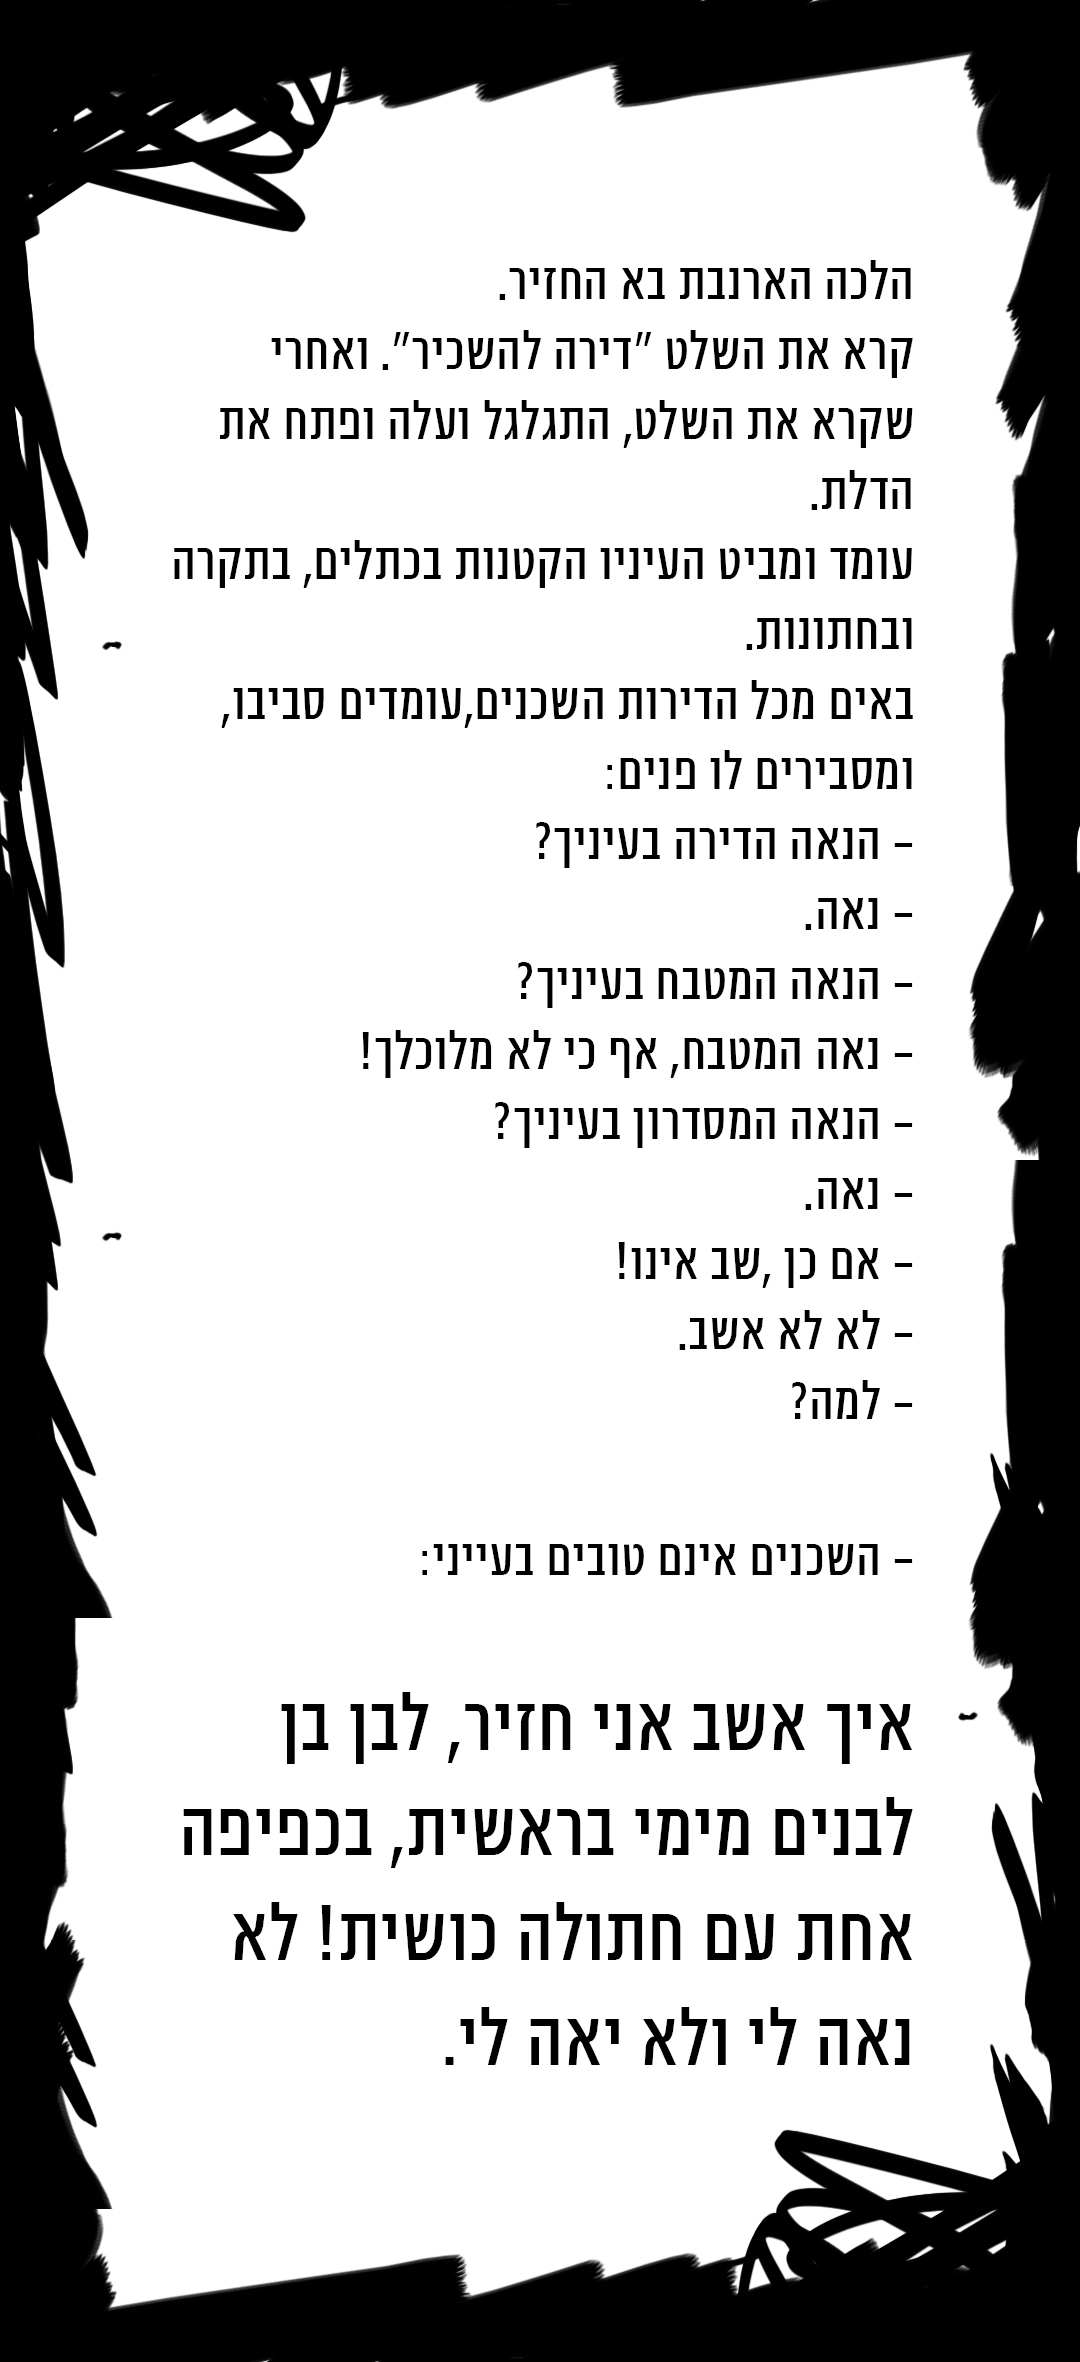 הלכה הארנבת בא החזיר.
קרא את השלט "דירה להשכיר". ואחרי
שקרא את השלט, התגלגל ועלה ופתח את
הדלת.
עומד ומביט העיניו הקטנות בכתלים, בתקרה
ובחתונות.
באים מכל הדירות השכנים,עומדים סביבו,
ומסבירים לו פנים:
– הנאה הדירה בעיניך?
– נאה.
– הנאה המטבח בעיניך?
– נאה המטבח, אף כי לא מלוכלך!
– הנאה המסדרון בעיניך?
– נאה.
– אם כן ,שב אינו!
– לא לא אשב.
– למה?
– השכנים אינם טובים בעייני:
איך אשב אני חזיר, לבן בן
לבנים מימי בראשית, בכפיפה
אחת עם חתולה כושית! לא
נאה לי ולא יאה לי.